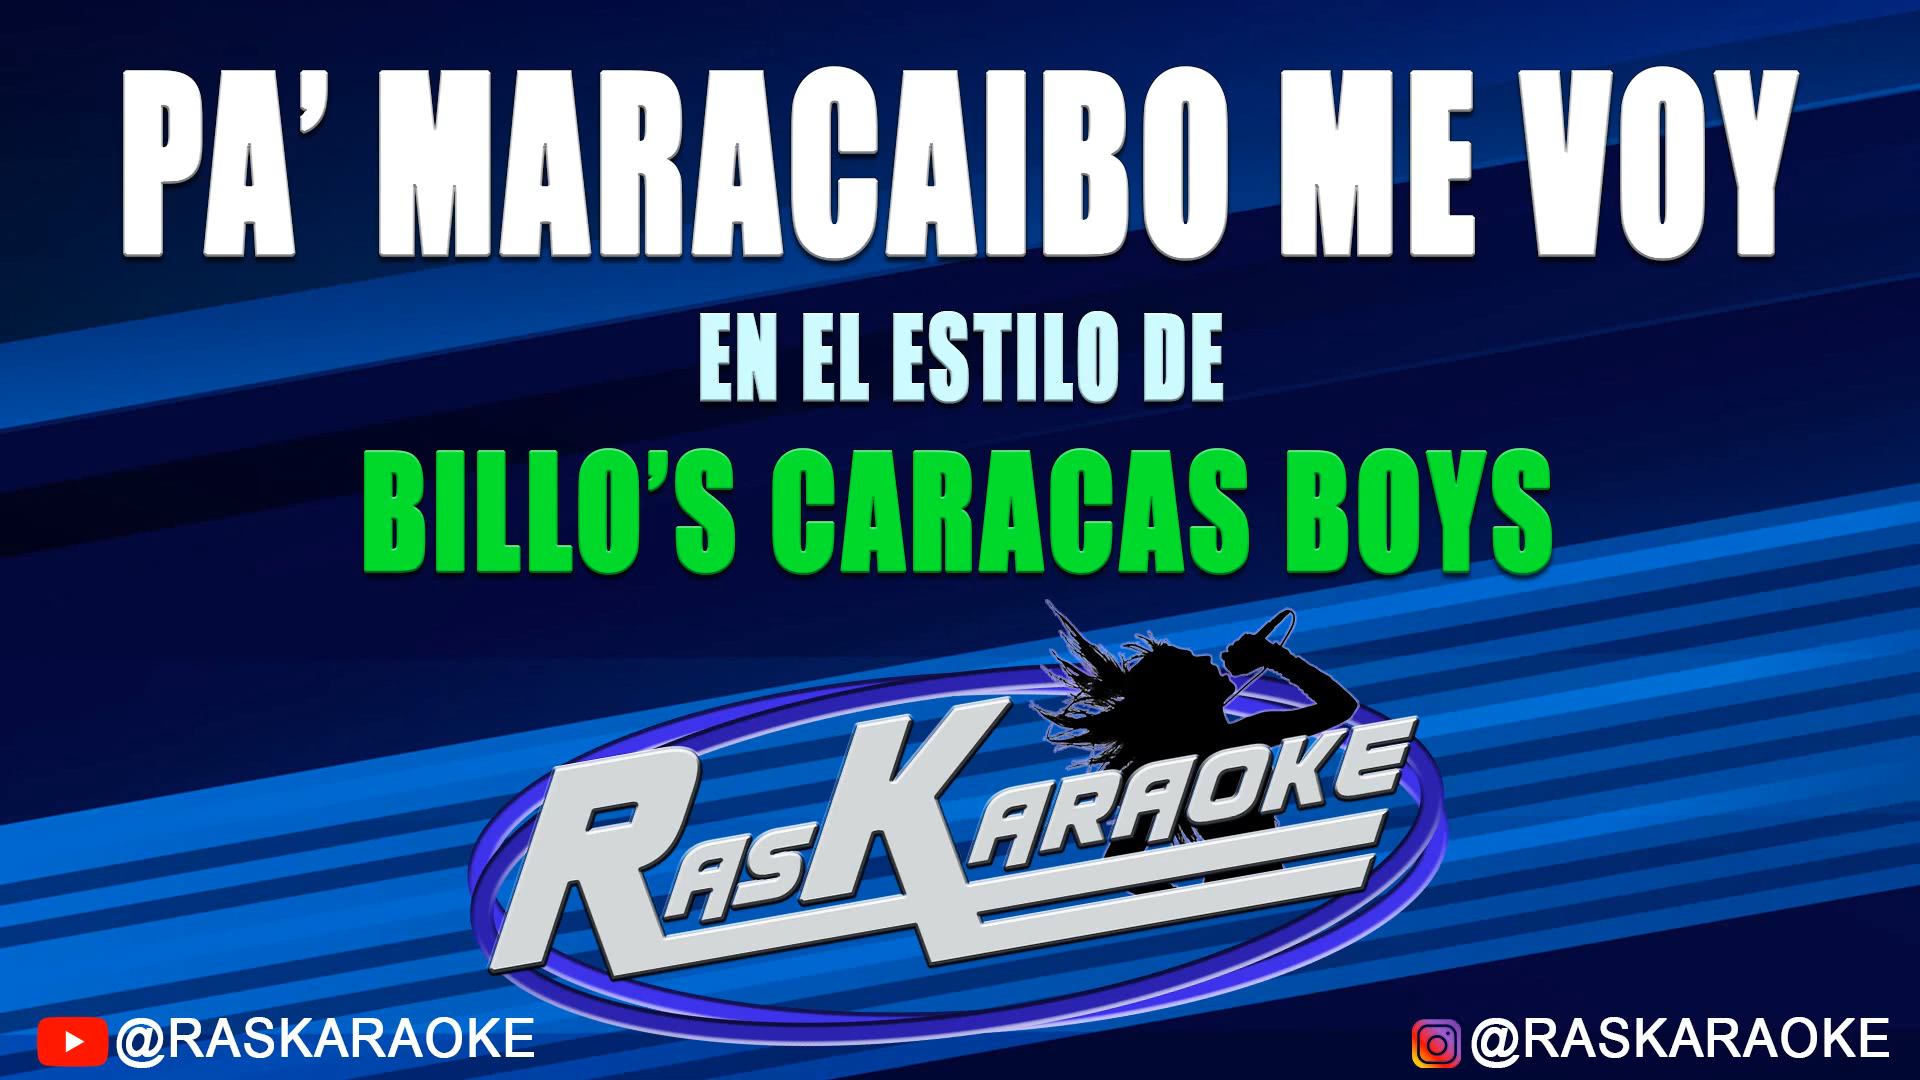 PA’ MARACAIBO ME VOY
EN EL ESTILO DE
BILLO’S CARACAS BOYS
RASKARAOKE
@RASKARAOKE
@RASKARAOKE